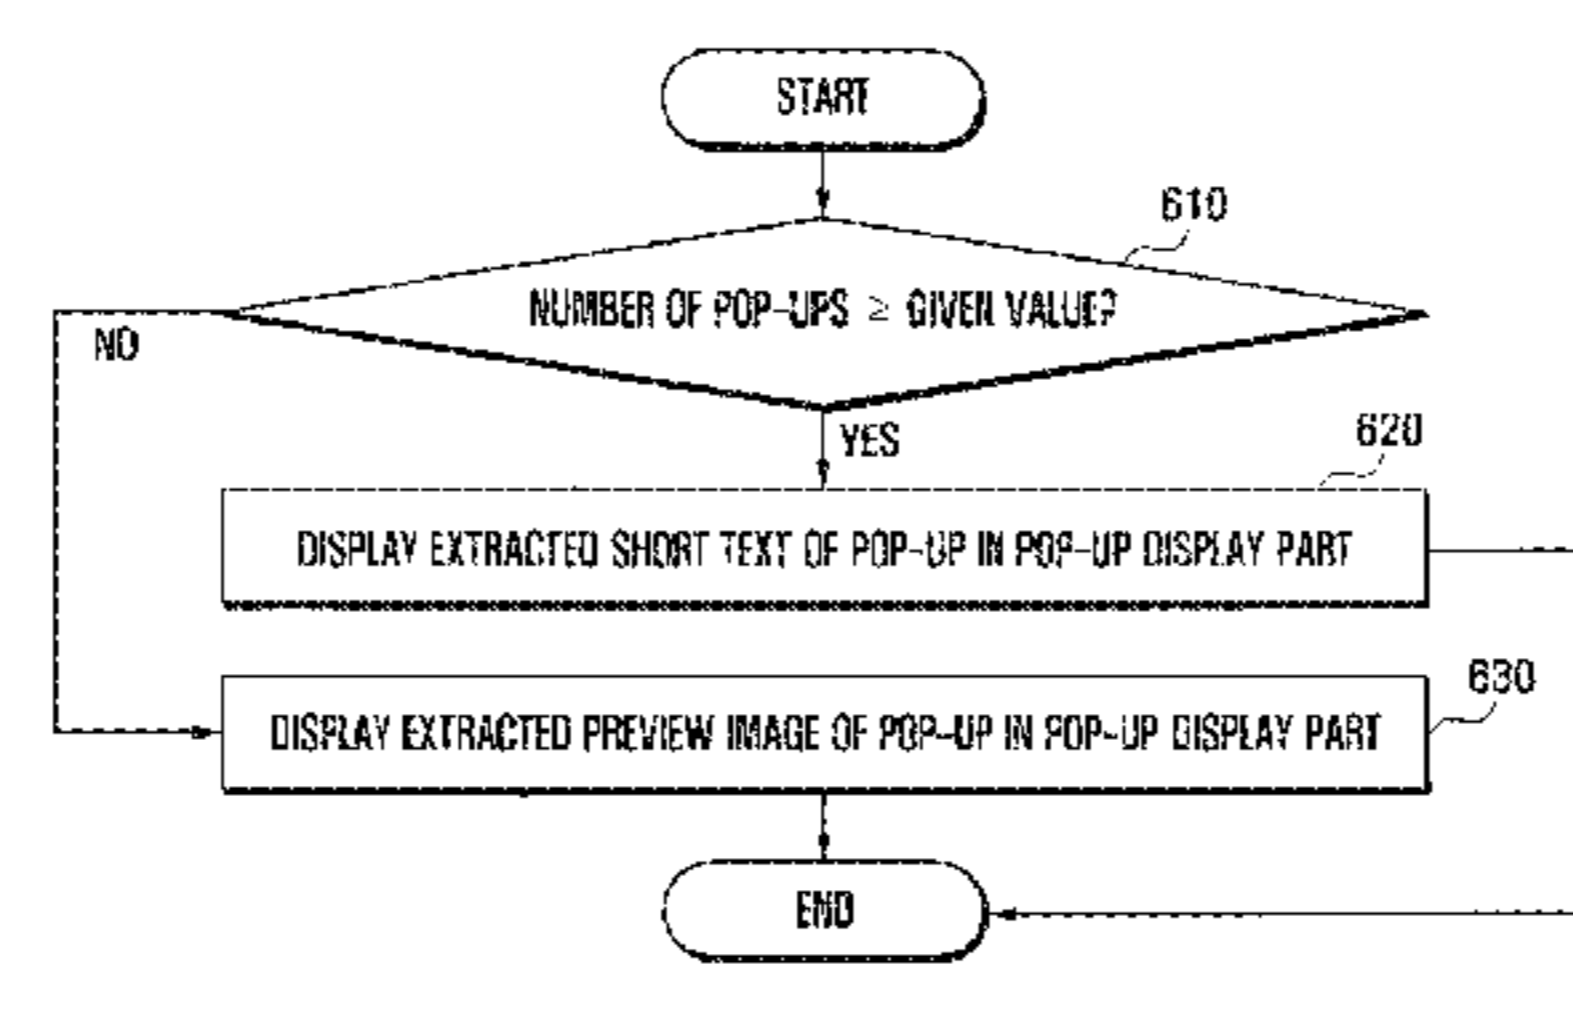 START
610
NUMBER OF POP-UPS ≥ GIVEN VALUE?
NO
YES
620
DISPLAY EXTRACTED SHORT TEXT OF POP-UP IN POP-UP DISPLAY PART
630
DISPLAY EXTRACTED PREVIEW IMAGE OF POP-UP IN POP-UP DISPLAY PART
END